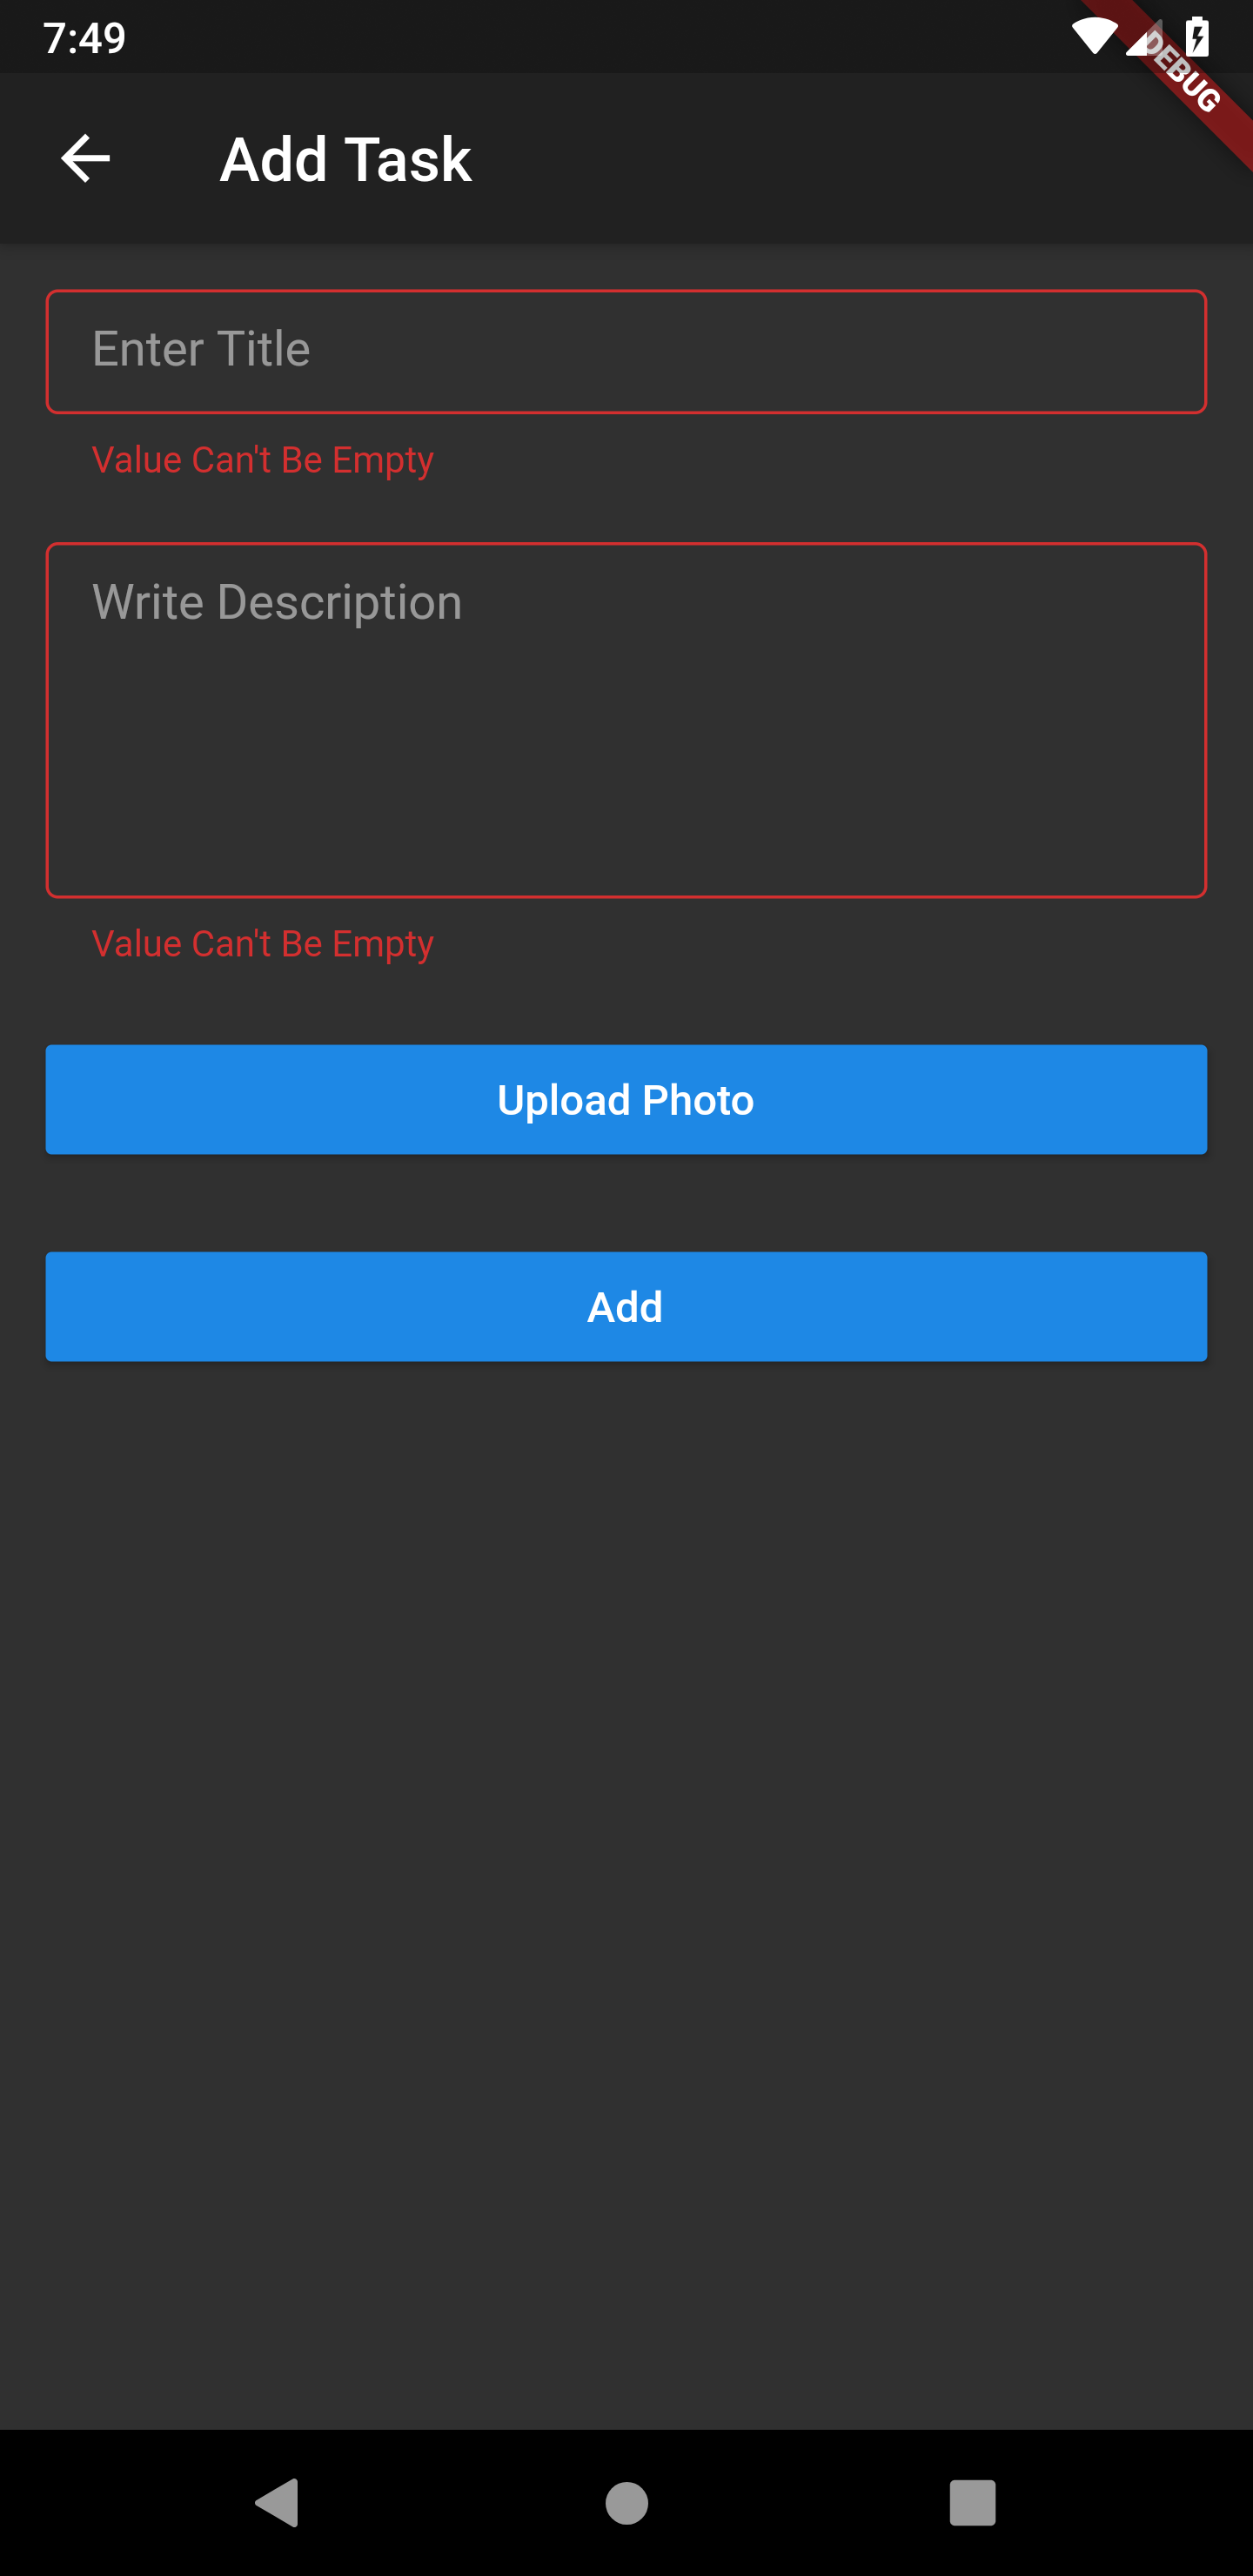 7:49
DEBUG
Add Task
Enter Title
Value Can't Be Empty
Write Description
Value Can't Be Empty
Upload Photo
Add